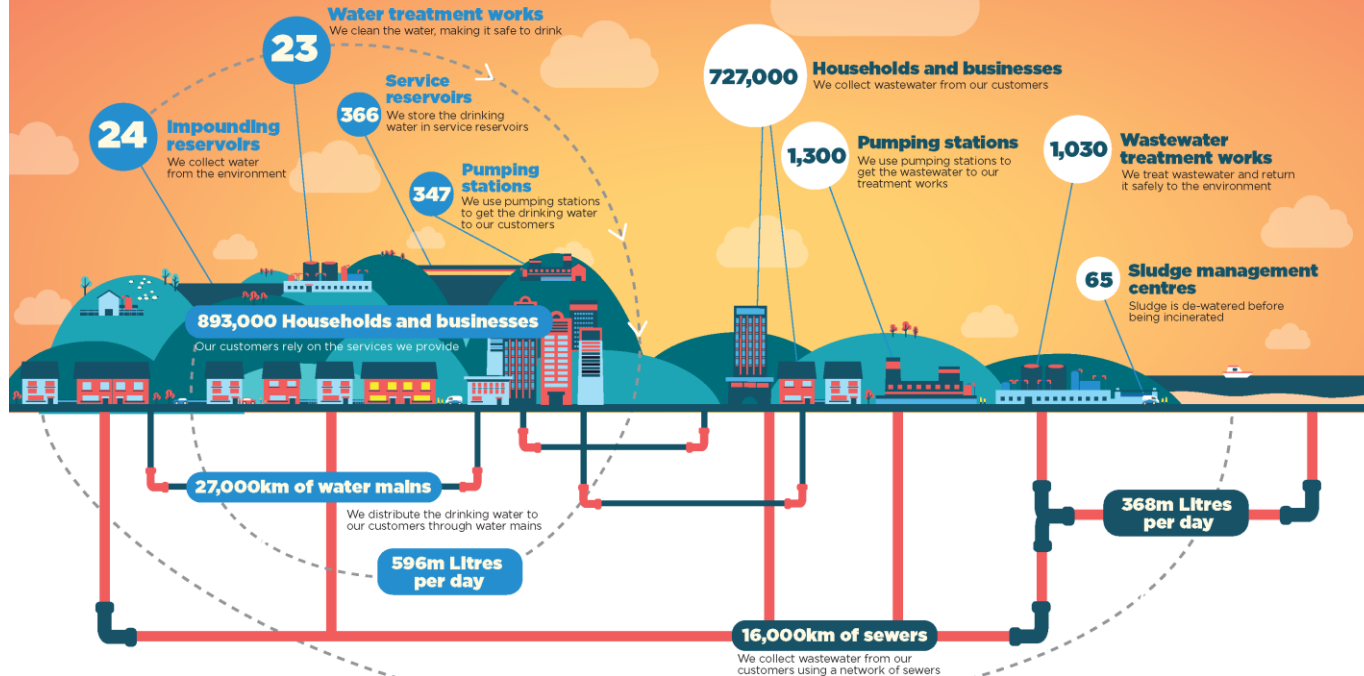 23
Water treatment works
We clean the water, making it safe to drink
24
Impounding
reservoirs
We collect water
from the environment
366
Service
reservoirs
We store the drinking
water in service reservoirs
347
Pumping
stations
We use pumping stations
to get the drinking water
to our customers
893,000 Households and businesses
Our customers rely on the services we provide
727,000
Households and businesses
We collect wastewater from our customers
1,300
Pumping stations
We use pumping stations to
get the wastewater to our
treatment works
1,030
Wastewater
treatment works
We treat wastewater and return
it safely to the environment
65
Sludge management
centres
Sludge is de-watered before
being incinerated
27,000km of water mains
We distribute the drinking water to
our customers through water mains
596m Litres
per day
368m Litres
per day
16,000km of sewers
We collect wastewater from our
customers using a network of sewers